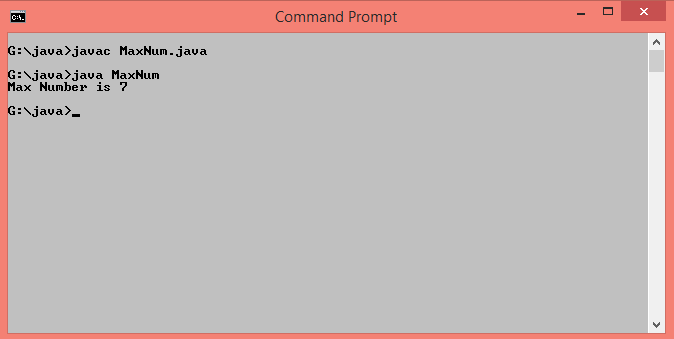 Command Prompt
G:\java>javac MaxNum.java
G:\java>java MaxNum
Max Number is 7
G:\java>_